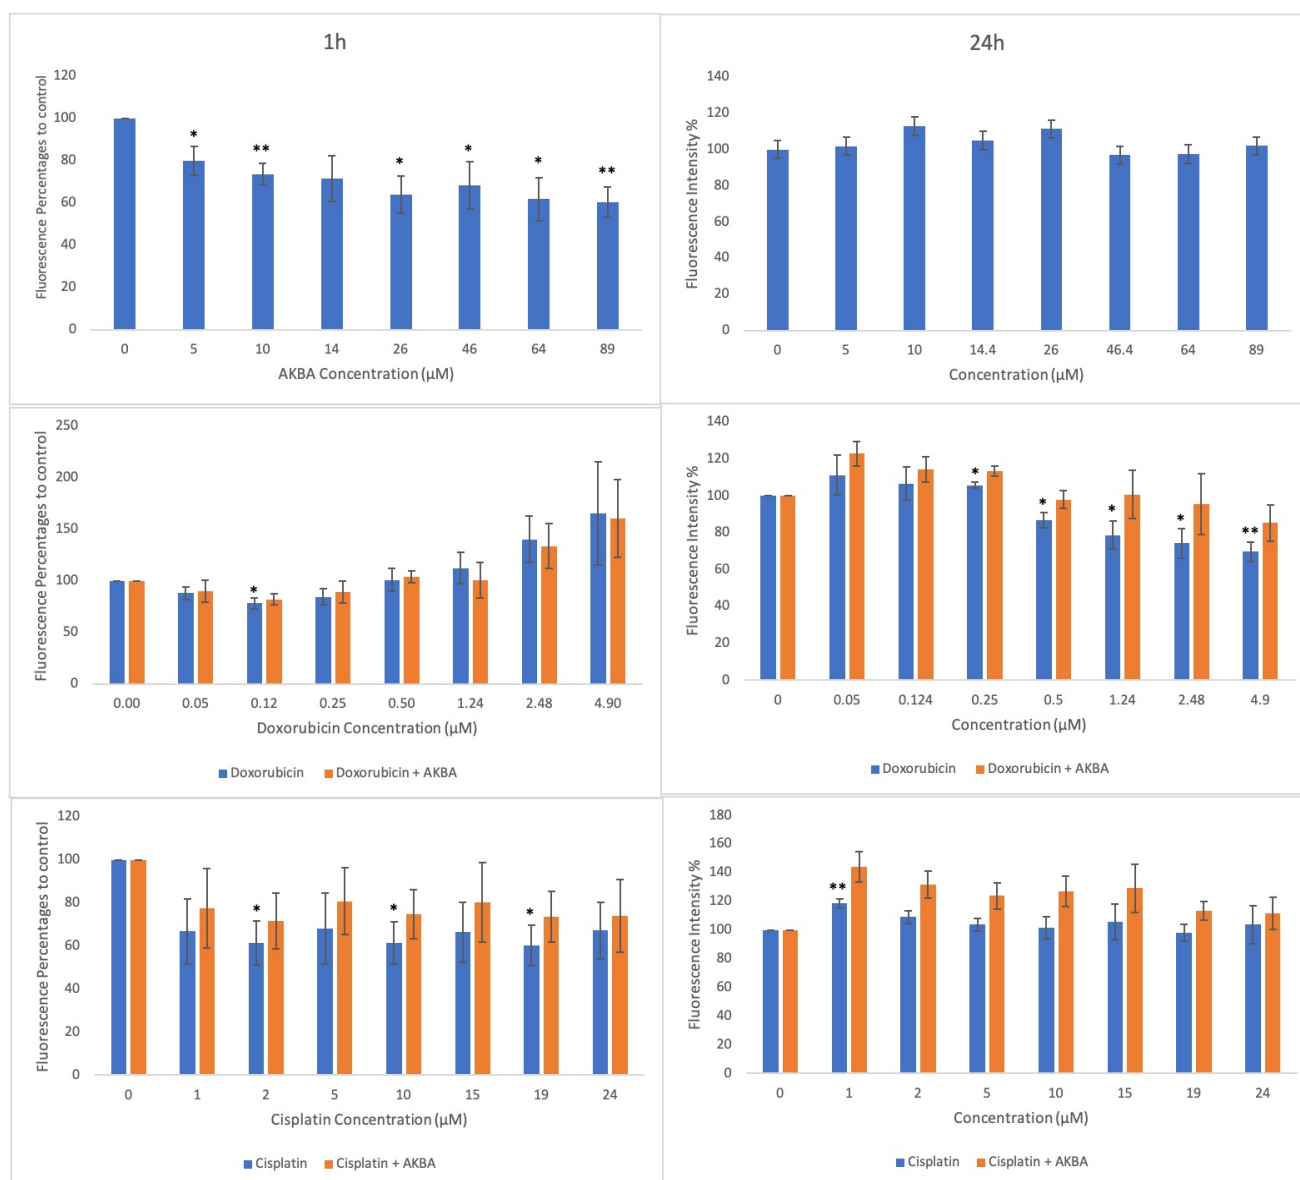 1h
Fluorescence Percentages to control
120
100
80
60
40
20
0
*
**
*
*
*
**
0 5 10 14 26 46 64 89
AKBA Concentration (µM)
24h
Fluorescence Intensity %
140
120
100
80
60
40
20
0
0 5 10 14.4 26 46.4 64 89
Concentration (µM)
Fluorescence Percentages to control
250
200
150
100
50
0
*
0.00 0.05 0.12 0.25 0.50 1.24 2.48 4.90
Doxorubicin Concentration (µM)
Doxorubicin Doxorubicin + AKBA
Fluorescence Intensity %
140
120
100
80
60
40
20
0
*
*
*
*
**
0 0.05 0.124 0.25 0.5 1.24 2.48 4.9
Concentration (µM)
Doxorubicin Doxorubicin + AKBA
Fluorescence Percentages to control
120
100
80
60
40
20
0
*
*
*
0 1 2 5 10 15 19 24
Cisplatin Concentration (µM)
Cisplatin Cisplatin + AKBA
Fluorescence Intensity %
180
160
140
120
100
80
60
40
20
0
**
0 1 2 5 10 15 19 24
Concentration (µM)
Cisplatin Cisplatin + AKBA